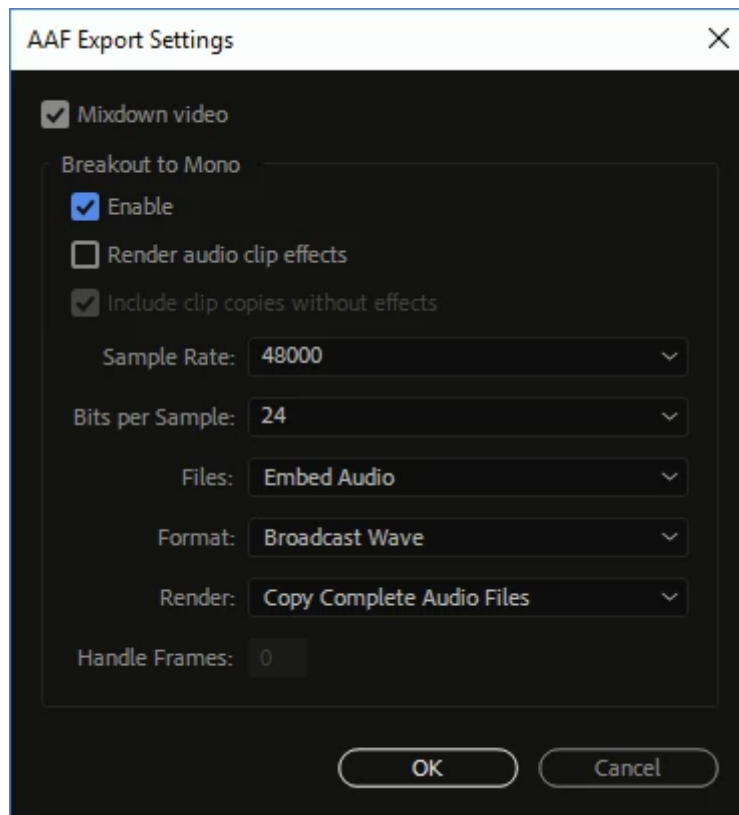 AAF Export Settings
Mixdown video
Breakout to Mono
Enable
Render audio clip effects
Include clip copies without effects
Sample Rate: 48000
Bits per Sample: 24
Files: Embed Audio
Format: Broadcast Wave
Render: Copy Complete Audio Files
Handle Frames: 0
OK Cancel